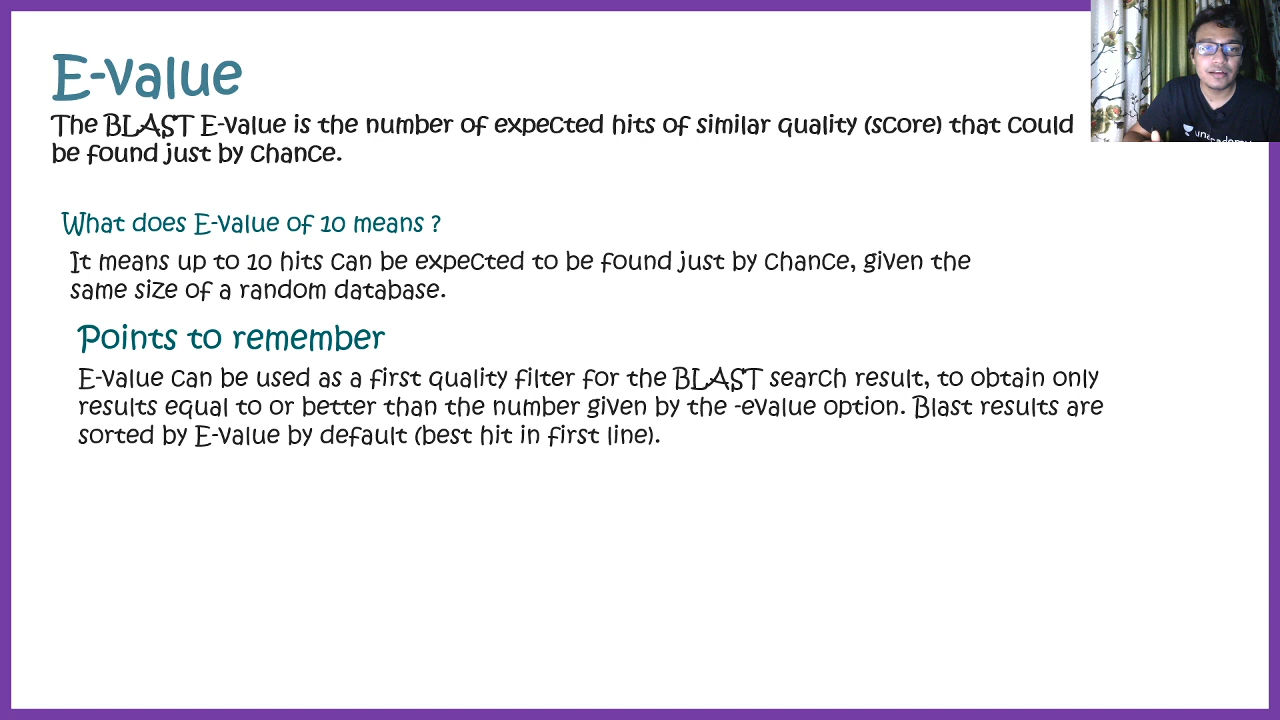 E-value
The BLAST E-value is the number of expected hits of similar quality (score) that could
be found just by chance.
What does E-value of 10 means ?
It means up to 10 hits can be expected to be found just by chance, given the
same size of a random database.
Points to remember
E-value can be used as a first quality filter for the BLAST search result, to obtain only
results equal to or better than the number given by the -evalue option. Blast results are
sorted by E-value by default (best hit in first line).